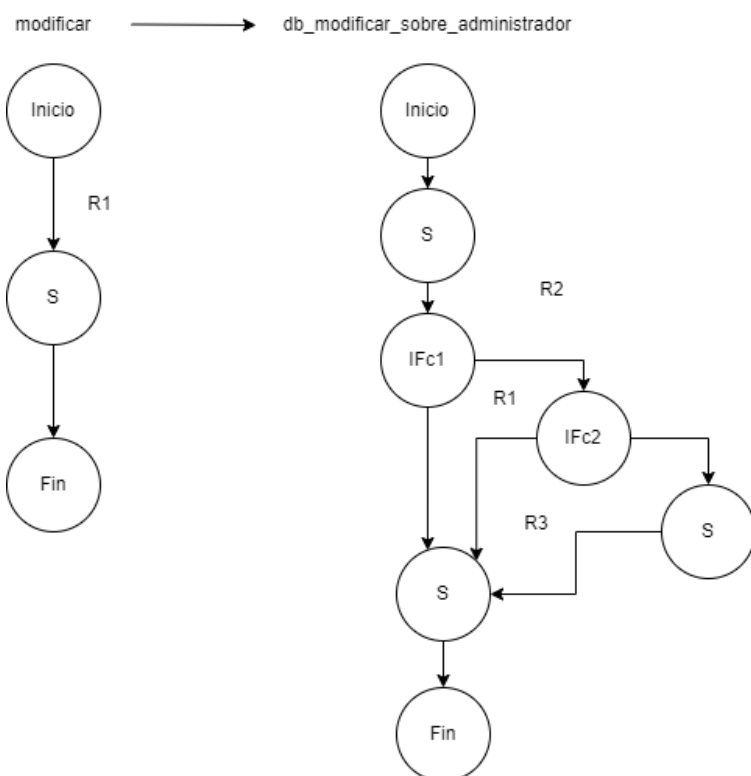 modificar
db_modificar_sobre_administrador
Inicio
R1
S
Fin
Inicio
S
R2
IFc1
R1
IFc2
R3
S
S
Fin